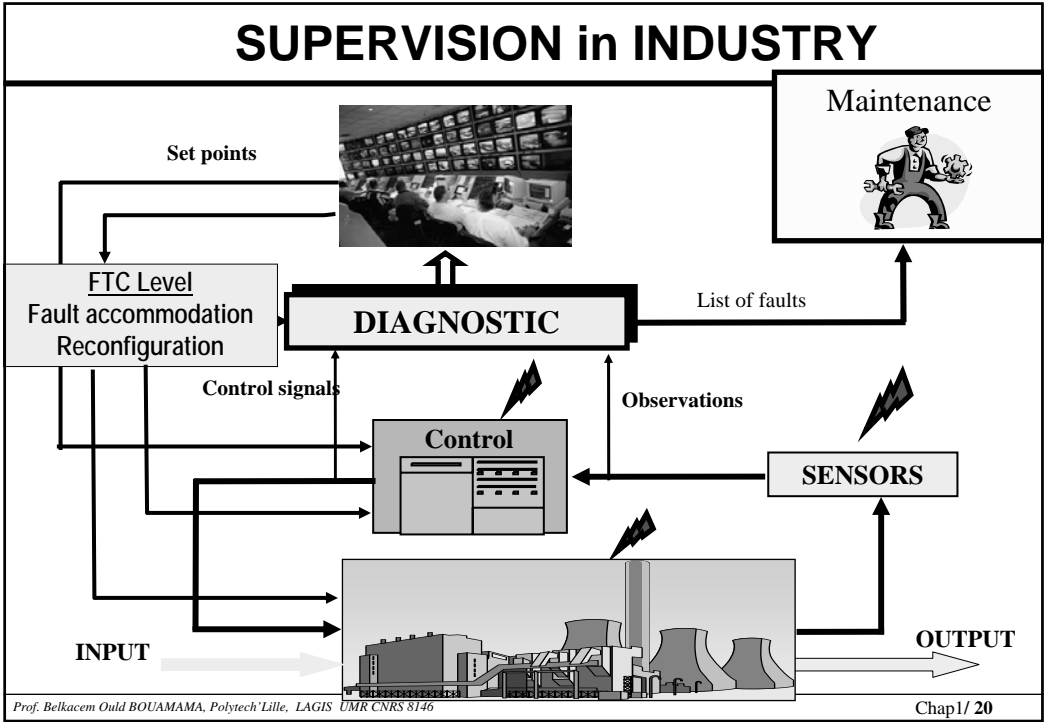 SUPERVISION in INDUSTRY
Maintenance
Set points
FTC Level
Fault accommodation
Reconfiguration
DIAGNOSTIC
List of faults
Control signals
Observations
Control
SENSORS
INPUT
OUTPUT
Prof. Belkacem Ould BOUAMAMA, Polytech'Lille, LAGIS UMR CNRS 8146
Chap1/ 20